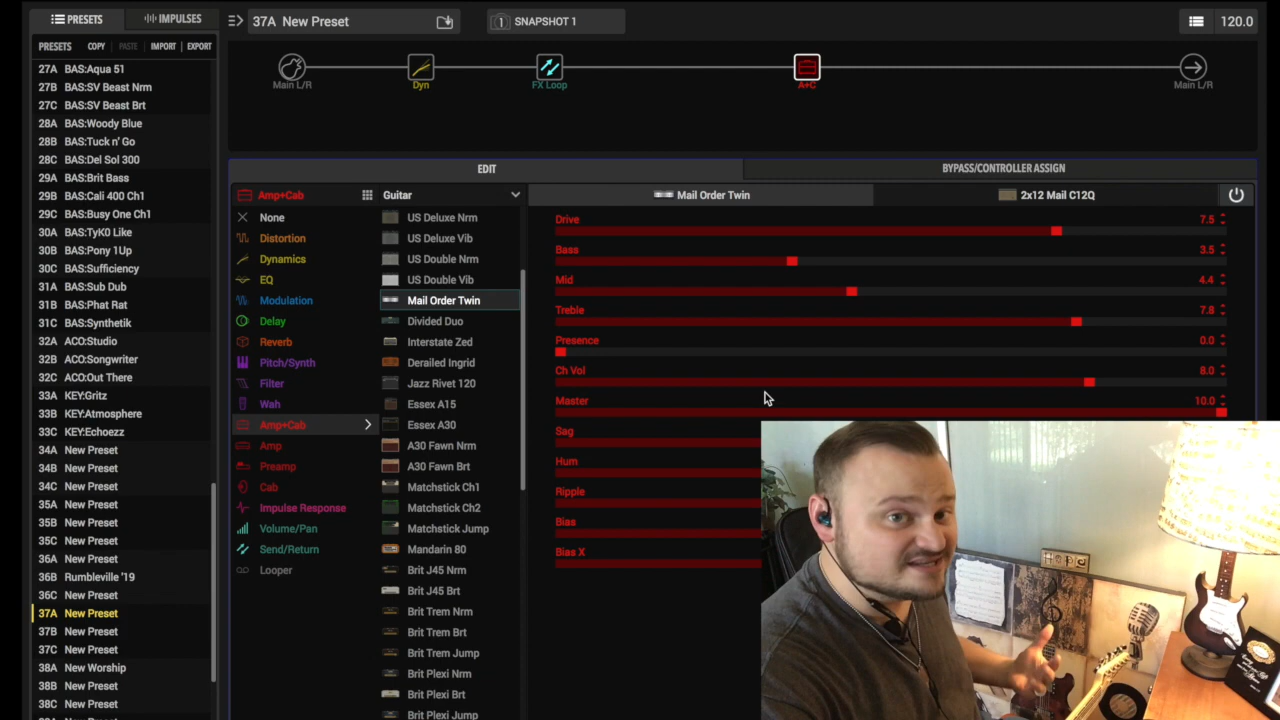 PRESETS
IMPULSES
37A New Preset
1 SNAPSHOT 1
120.0
PRESETS COPY PASTE IMPORT EXPORT
27A BAS:Aqua 51
27B BAS:SV Beast Nrm
27C BAS:SV Beast Brt
28A BAS:Woody Blue
28B BAS:Tuck n' Go
28C BAS:Del Sol 300
29A BAS:Brit Bass
29B BAS:Cali 400 Ch1
29C BAS:Busy One Ch1
30A BAS:TyK0 Like
30B BAS:Pony 1Up
30C BAS:Sufficiency
31A BAS:Sub Dub
31B BAS:Phat Rat
31C BAS:Synthetik
32A ACO:Studio
32B ACO:Songwriter
32C ACO:Out There
33A KEY:Gritz
33B KEY:Atmosphere
33C KEY:Echoezz
34A New Preset
34B New Preset
34C New Preset
35A New Preset
35B New Preset
35C New Preset
36A New Preset
36B Rumbleville '19
36C New Preset
37A New Preset
37B New Preset
37C New Preset
38A New Worship
38B New Preset
38C New Preset
Main L/R
Dyn
FX Loop
A+C
Main L/R
EDIT
BYPASS/CONTROLLER ASSIGN
Amp+Cab
Guitar
Mail Order Twin
2x12 Mail C12Q
None
Distortion
Dynamics
EQ
Modulation
Delay
Reverb
Pitch/Synth
Filter
Wah
Amp+Cab
Amp
Preamp
Cab
Impulse Response
Volume/Pan
Send/Return
Looper
US Deluxe Nrm
US Deluxe Vib
US Double Nrm
US Double Vib
Mail Order Twin
Divided Duo
Interstate Zed
Derailed Ingrid
Jazz Rivet 120
Essex A15
Essex A30
A30 Fawn Nrm
A30 Fawn Brt
Matchstick Ch1
Matchstick Ch2
Matchstick Jump
Mandarin 80
Brit J45 Nrm
Brit J45 Brt
Brit Trem Nrm
Brit Trem Brt
Brit Trem Jump
Brit Plexi Nrm
Brit Plexi Brt
Brit Plexi Jump
Drive 7.5
Bass 3.5
Mid 4.4
Treble 7.8
Presence 0.0
Ch Vol 8.0
Master 10.0
Sag
Hum
Ripple
Bias
Bias X